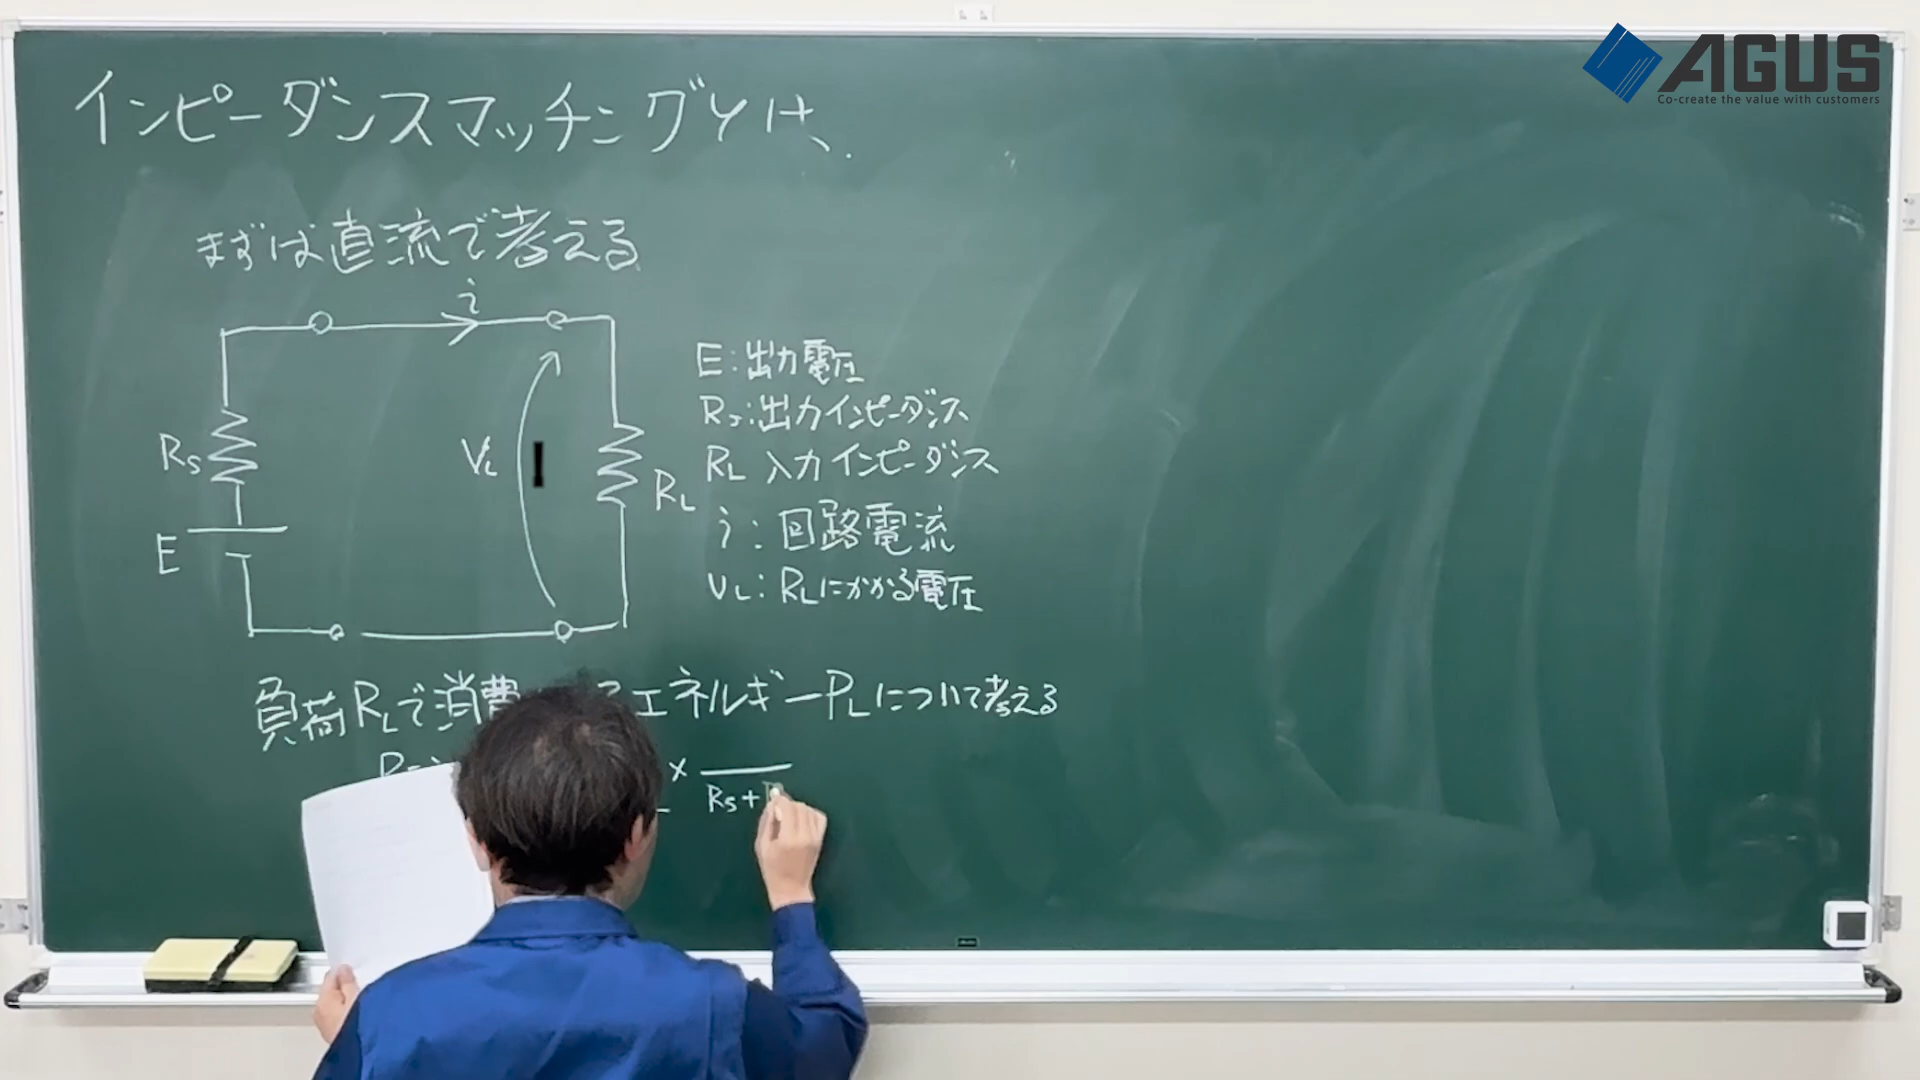 AGUS
Co-create the value with customers
インピーダンスマッチングとは、
まずは直流で考える
i
Rs
E
VL
RL
E:出力電圧
Rs:出力インピーダンス
RL 入力インピーダンス
i:回路電流
VL:RLにかかる電圧
負荷RLで消費 エネルギーPLについて考える
× Rs+